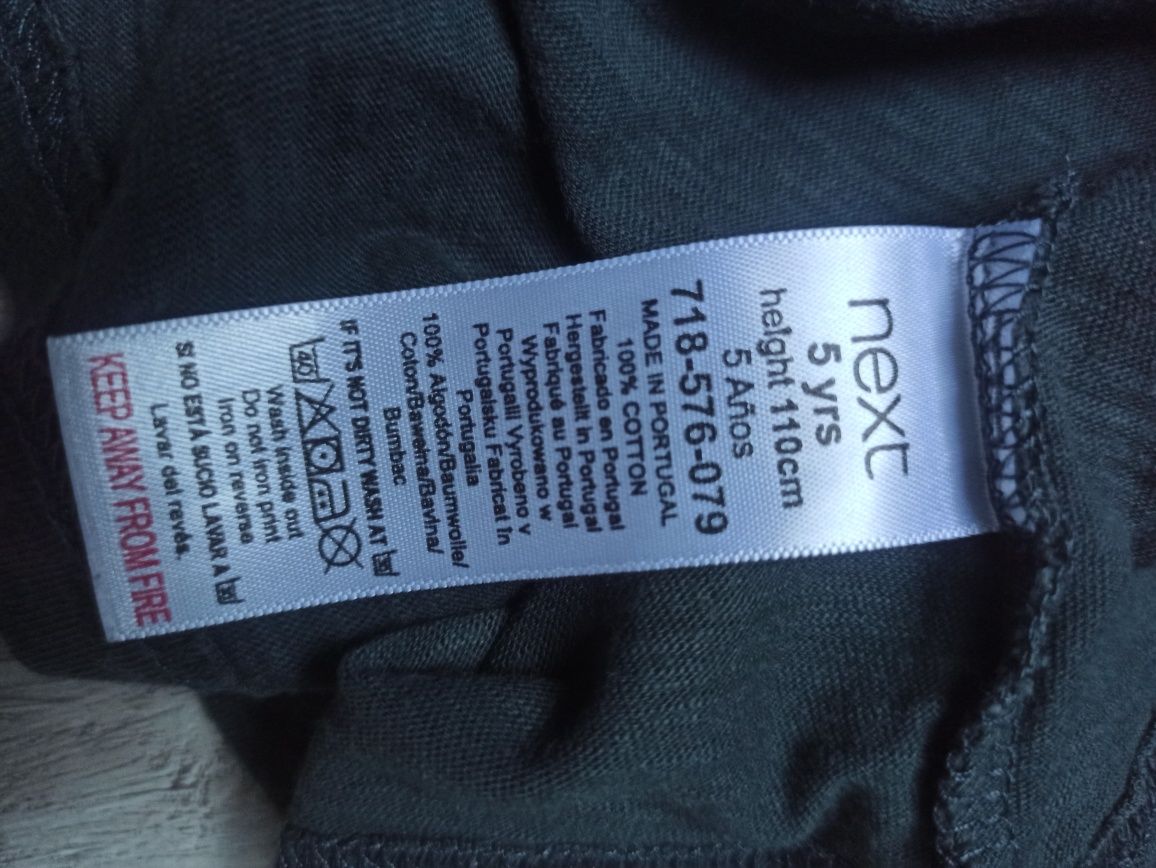 next
5 yrs
height 110cm
5 Años
718-576-079
MADE IN PORTUGAL
100% COTTON
Fabricado en Portugal
Hergestellt in Portugal
Fabriqué au Portugal
Wyprodukowano w
Portugalii Vyrobeno v
Portugalsku Fabricat în
Portugalia
100% Algodón/Baumwolle/
Coton/Bawełna/Bavlna/
Bumbac
IF IT'S NOT DIRTY WASH AT 30
40
Wash inside out
Do not iron print
Iron on reverse
SI NO ESTÁ SUCIO LAVAR A 30
Lavar del revés.
KEEP AWAY FROM FIRE